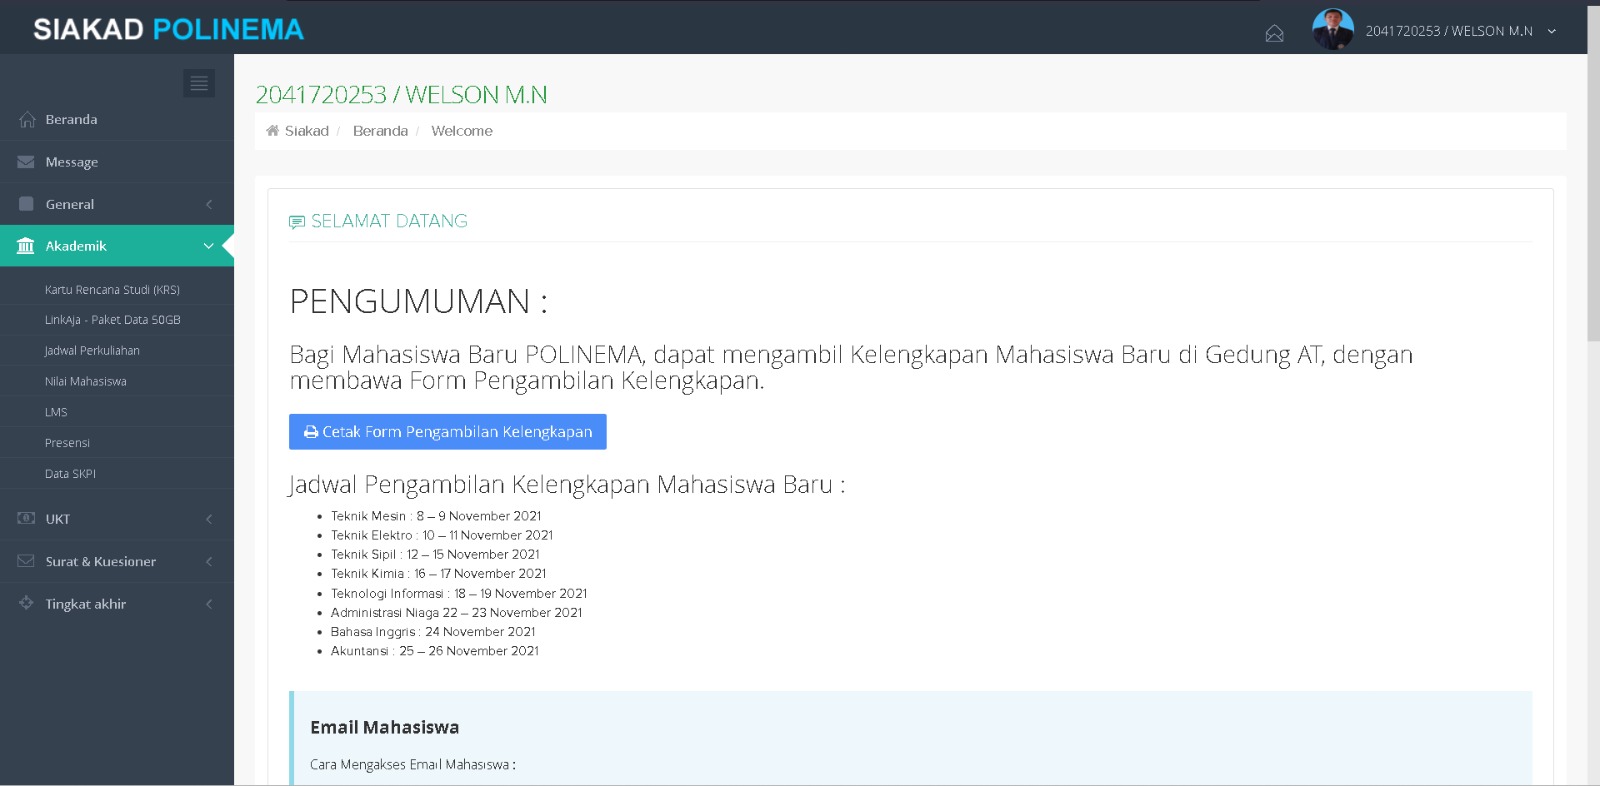 SIAKAD POLINEMA
2041720253 / WELSON M.N
Beranda
Message
General
Akademik
Kartu Rencana Studi (KRS)
LinkAja - Paket Data 50GB
Jadwal Perkuliahan
Nilai Mahasiswa
LMS
Presensi
Data SKPI
UKT
Surat & Kuesioner
Tingkat akhir
2041720253 / WELSON M.N
Siakad / Beranda / Welcome
SELAMAT DATANG
PENGUMUMAN :
Bagi Mahasiswa Baru POLINEMA, dapat mengambil Kelengkapan Mahasiswa Baru di Gedung AT, dengan
membawa Form Pengambilan Kelengkapan.
Cetak Form Pengambilan Kelengkapan
Jadwal Pengambilan Kelengkapan Mahasiswa Baru :
• Teknik Mesin : 8 – 9 November 2021
• Teknik Elektro : 10 – 11 November 2021
• Teknik Sipil : 12 – 15 November 2021
• Teknik Kimia : 16 – 17 November 2021
• Teknologi Informasi : 18 – 19 November 2021
• Administrasi Niaga 22 – 23 November 2021
• Bahasa Inggris : 24 November 2021
• Akuntansi : 25 – 26 November 2021
Email Mahasiswa
Cara Mengakses Email Mahasiswa :